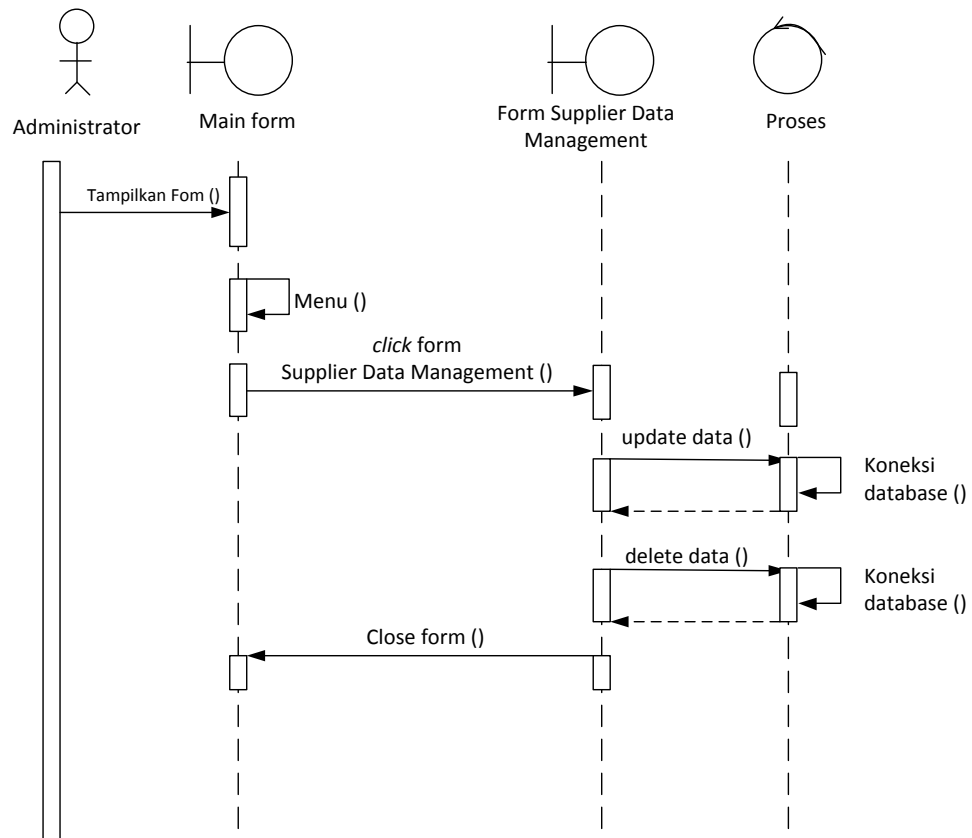 Administrator
Main form
Form Supplier Data
Management
Proses
Tampilkan Fom ()
Menu ()
click form
Supplier Data Management ()
update data ()
Koneksi
database ()
delete data ()
Koneksi
database ()
Close form ()